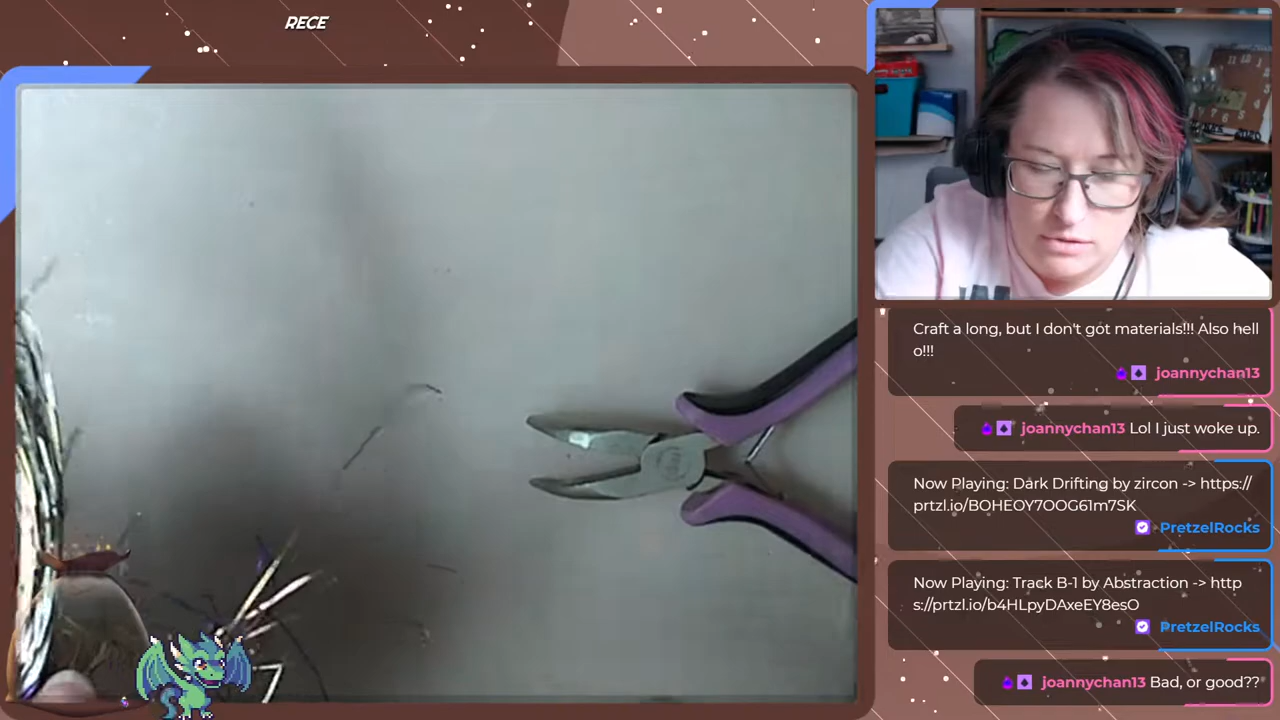 RECE
Craft a long, but I don't got materials!!! Also hell
o!!!
joannychan13
joannychan13 Lol I just woke up.
Now Playing: Dark Drifting by zircon -> https://
prtzl.io/BOHEOY7OOG61m7SK
PretzelRocks
Now Playing: Track B-1 by Abstraction -> http
s://prtzl.io/b4HLpyDAxeEY8esO
PretzelRocks
joannychan13 Bad, or good??